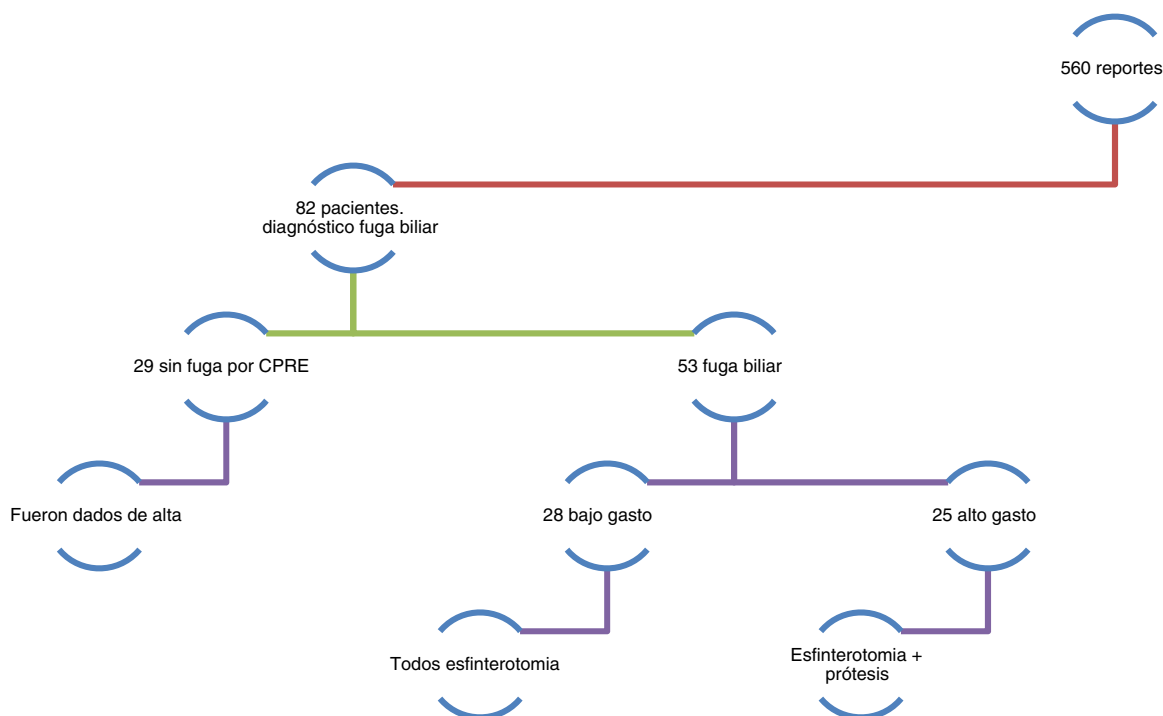 560 reportes
82 pacientes.
diagnóstico fuga biliar
29 sin fuga por CPRE
53 fuga biliar
Fueron dados de alta
28 bajo gasto
25 alto gasto
Todos esfinterotomia
Esfinterotomia +
prótesis